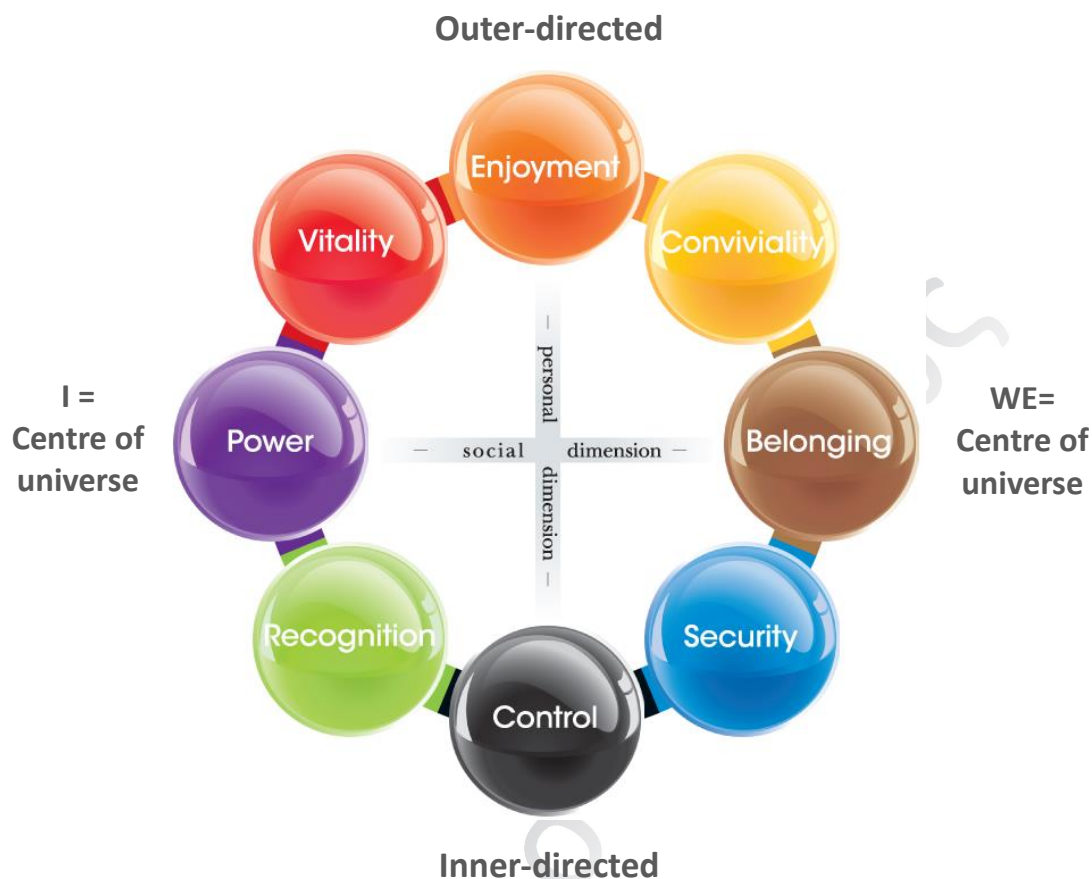 Outer-directed
Enjoyment
Vitality
Conviviality
— personal dimension —
I =
Centre of
universe
Power
— social dimension —
Belonging
WE=
Centre of
universe
Recognition
Security
Control
Inner-directed